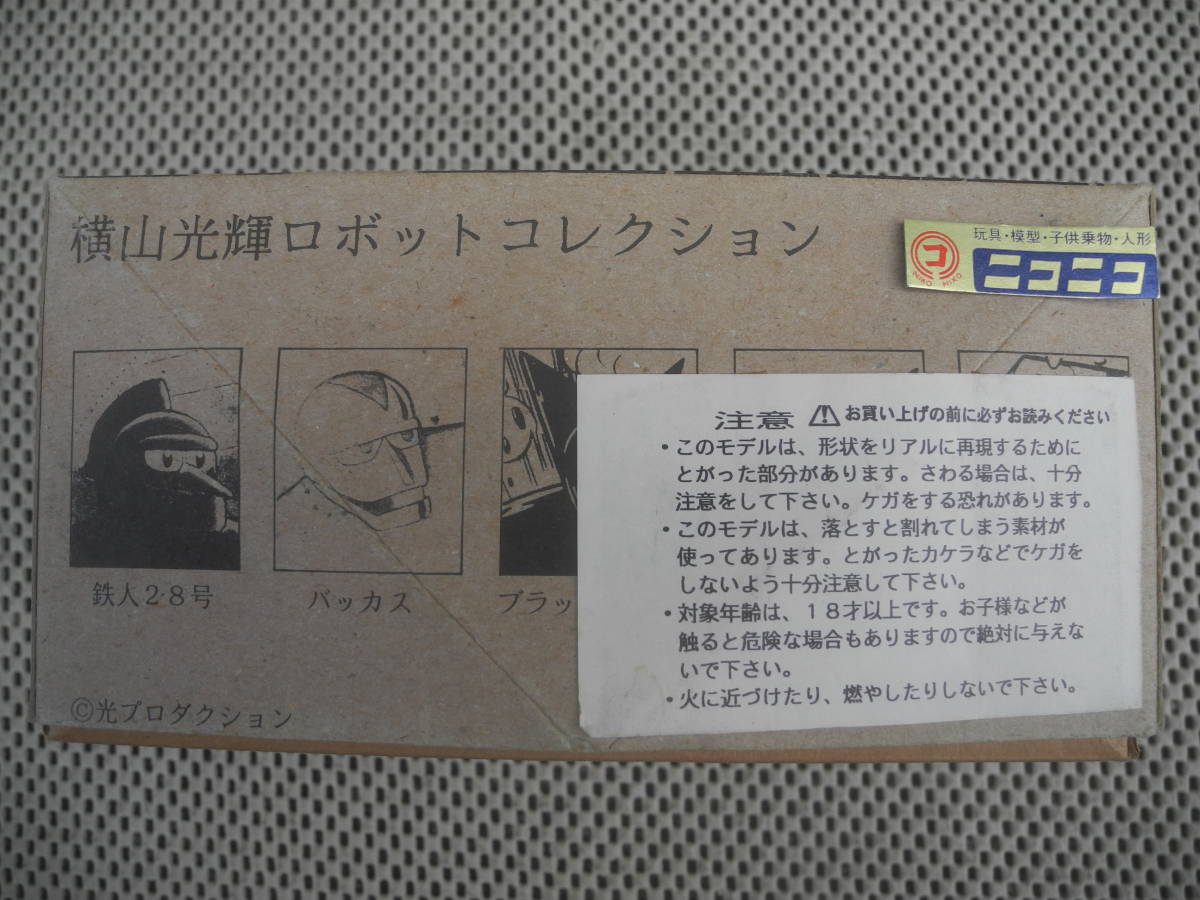 横山光輝ロボットコレクション
玩具・模型・子供乗物・人形
コ
NIKO NIKO
ニコニコ
鉄人28号
バッカス
ブラッ
©光プロダクション
注意 ⚠ お買い上げの前に必ずお読みください
・このモデルは、形状をリアルに再現するために
とがった部分があります。さわる場合は、十分
注意をして下さい。ケガをする恐れがあります。
・このモデルは、落とすと割れてしまう素材が
使ってあります。とがったカケラなどでケガを
しないよう十分注意して下さい。
・対象年齢は、18才以上です。お子様などが
触ると危険な場合もありますので絶対に与えな
いで下さい。
・火に近づけたり、燃やしたりしないで下さい。